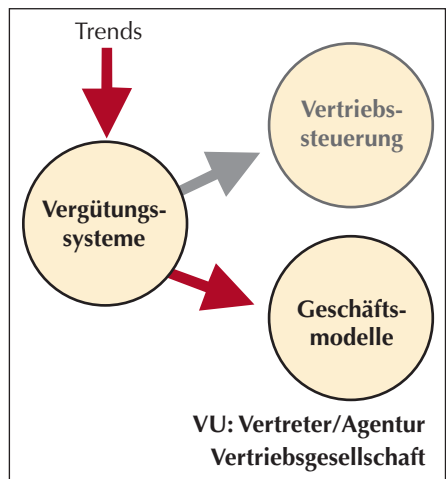 Trends
Vertriebs-
steuerung
Vergütungs-
systeme
Geschäfts-
modelle
VU: Vertreter/Agentur
Vertriebsgesellschaft